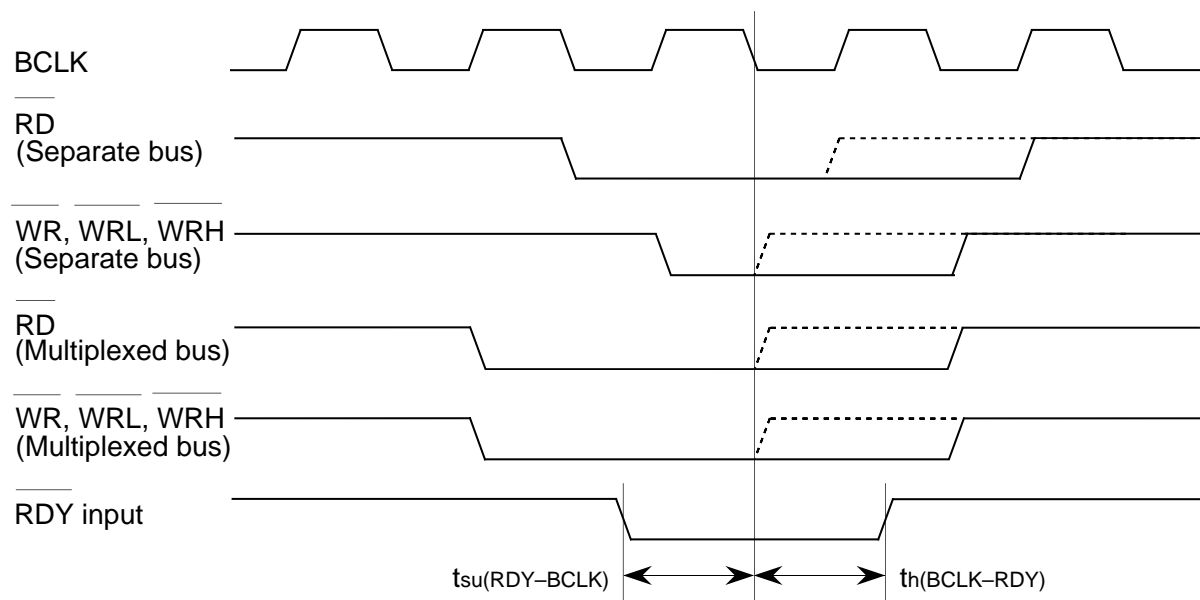 BCLK
RD
(Separate bus)
WR, WRL, WRH
(Separate bus)
RD
(Multiplexed bus)
WR, WRL, WRH
(Multiplexed bus)
RDY input
tsu(RDY–BCLK)
th(BCLK–RDY)